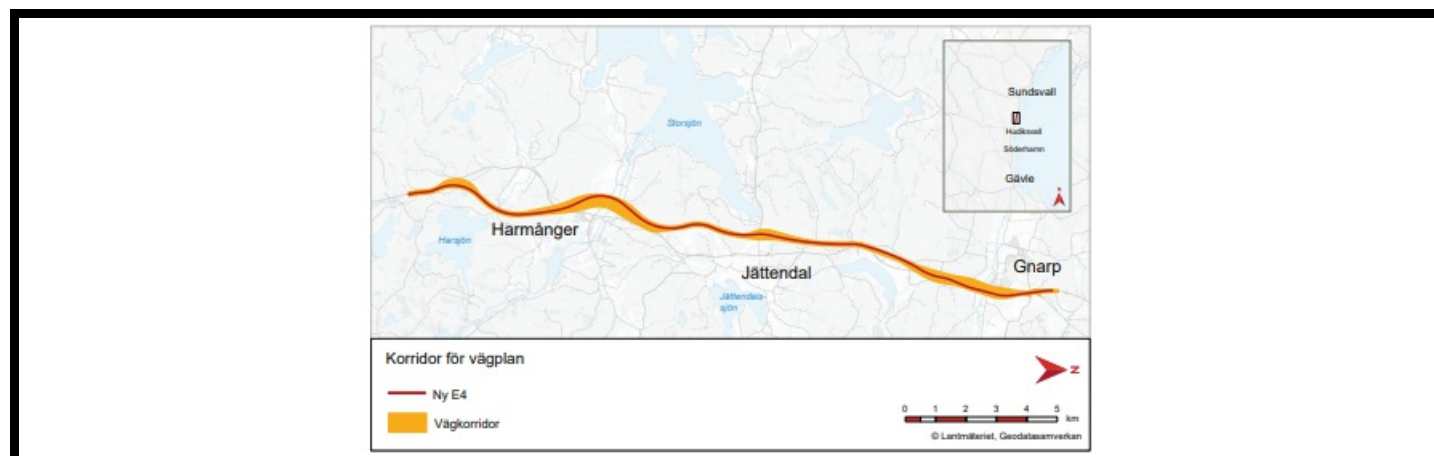 Sundsvall
Hudiksvall
Söderhamn
Gävle
Storsjön
Harsjön
Harmånger
Jättendal
Jättendals-
sjön
Gnarp
Korridor för vägplan
Ny E4
Vägkorridor
N
0 1 2 3 4 5
km
© Lantmäteriet, Geodatasamverkan